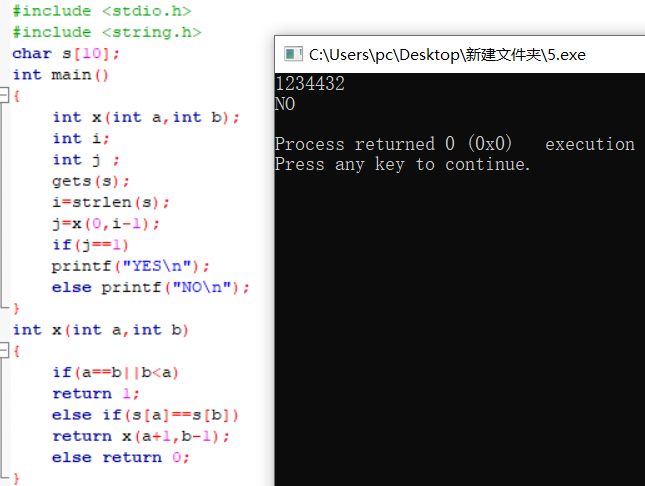 #include <stdio.h>
#include <string.h>
char s[10];
int main()
{
int x(int a,int b);
int i;
int j ;
gets(s);
i=strlen(s);
j=x(0,i-1);
if(j==1)
printf("YES\n");
else printf("NO\n");
}
int x(int a,int b)
{
if(a==b||b<a)
return 1;
else if(s[a]==s[b])
return x(a+1,b-1);
else return 0;
}
C:\Users\pc\Desktop\新建文件夹\5.exe
1234432
NO
Process returned 0 (0x0)   execution
Press any key to continue.